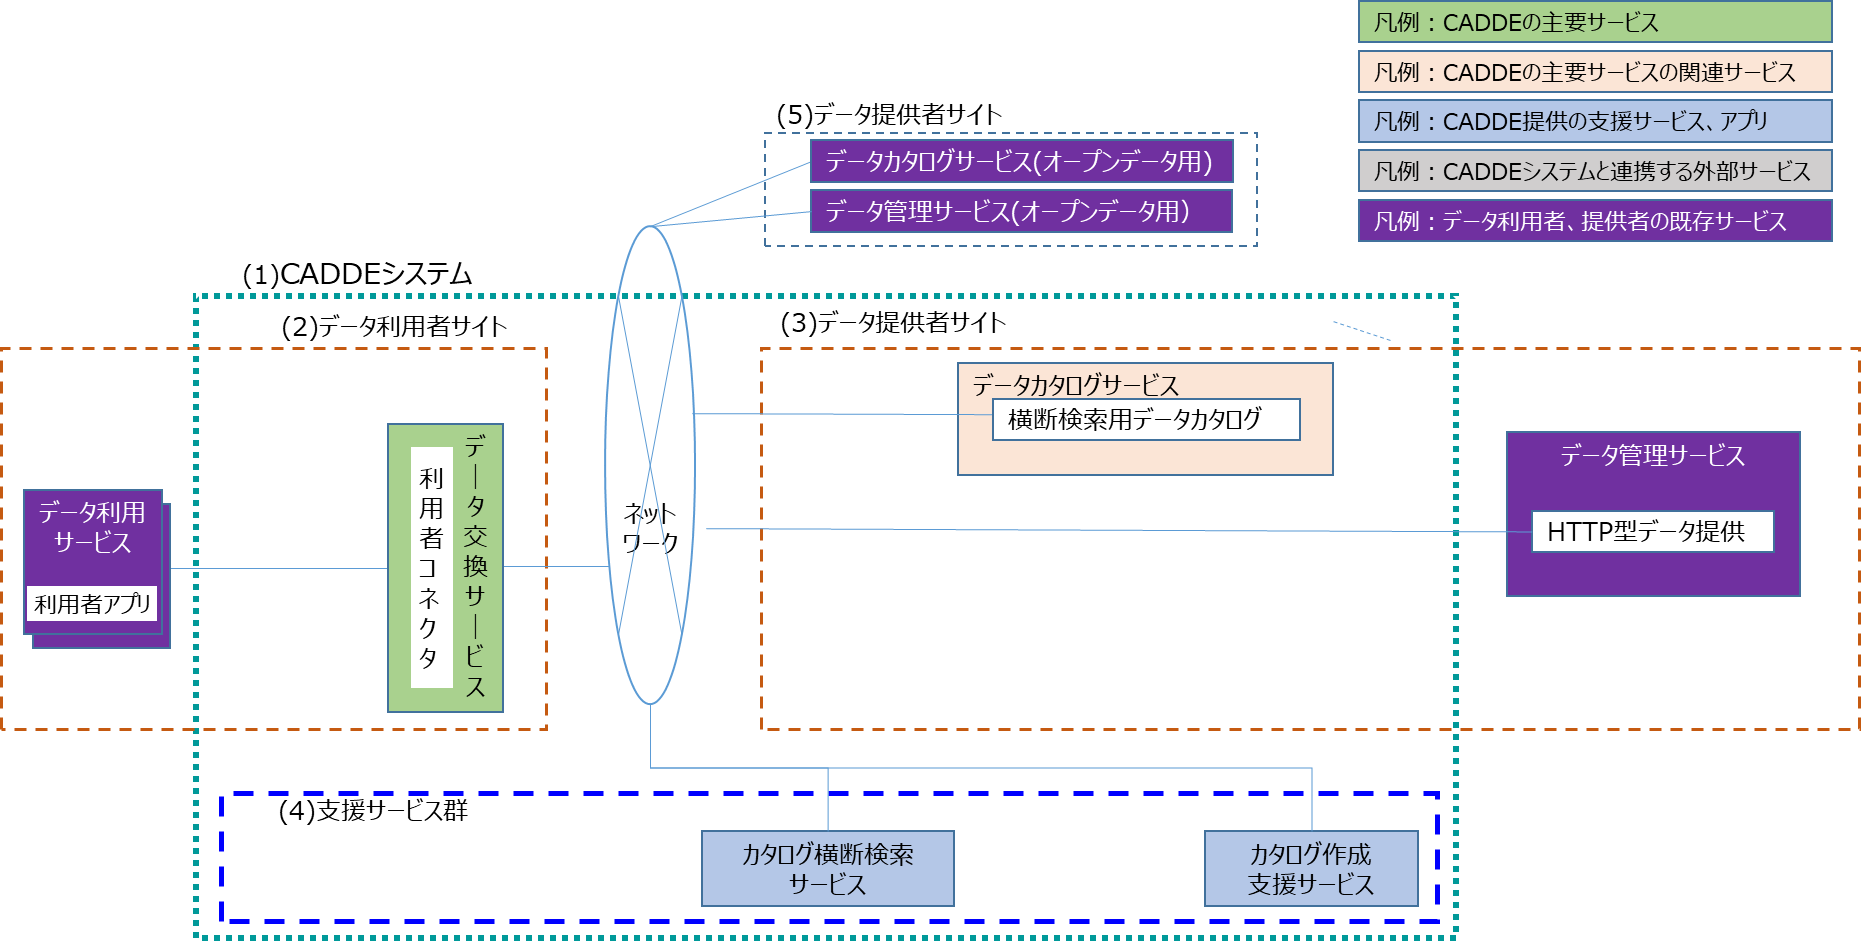 凡例：CADDEの主要サービス
凡例：CADDEの主要サービスの関連サービス
凡例：CADDE提供の支援サービス、アプリ
凡例：CADDEシステムと連携する外部サービス
凡例：データ利用者、提供者の既存サービス
(5)データ提供者サイト
データカタログサービス(オープンデータ用)
データ管理サービス(オープンデータ用）
(1)CADDEシステム
(2)データ利用者サイト
(3)データ提供者サイト
データ利用
サービス
利用者アプリ
データ交換サービス
利用者コネクタ
ネット
ワーク
データカタログサービス
横断検索用データカタログ
データ管理サービス
HTTP型データ提供
(4)支援サービス群
カタログ横断検索
サービス
カタログ作成
支援サービス